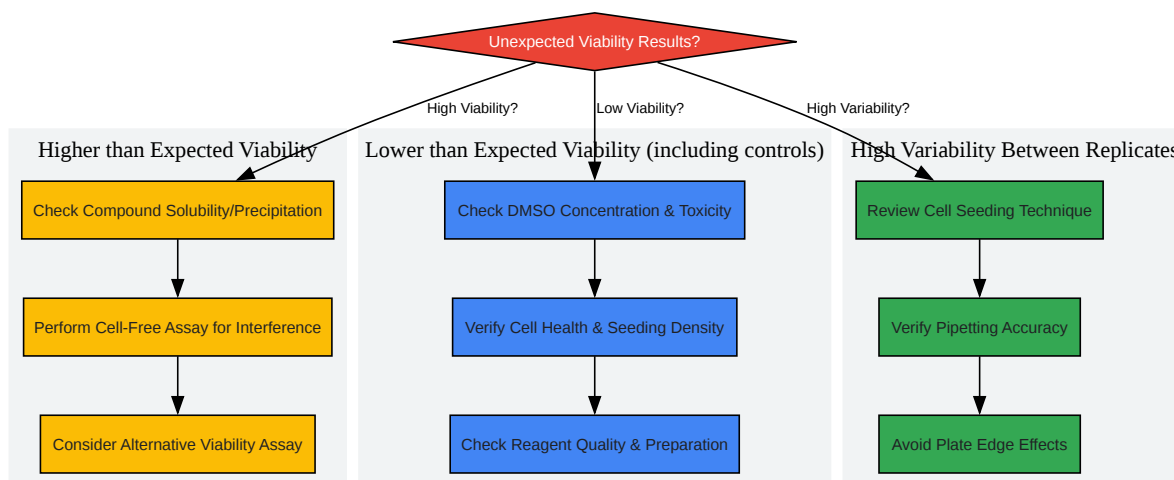 Unexpected Viability Results?
High Viability?
Low Viability?
High Variability?
Higher than Expected Viability
Lower than Expected Viability (including controls)
High Variability Between Replicates
Check Compound Solubility/Precipitation
Check DMSO Concentration & Toxicity
Review Cell Seeding Technique
Perform Cell-Free Assay for Interference
Verify Cell Health & Seeding Density
Verify Pipetting Accuracy
Consider Alternative Viability Assay
Check Reagent Quality & Preparation
Avoid Plate Edge Effects